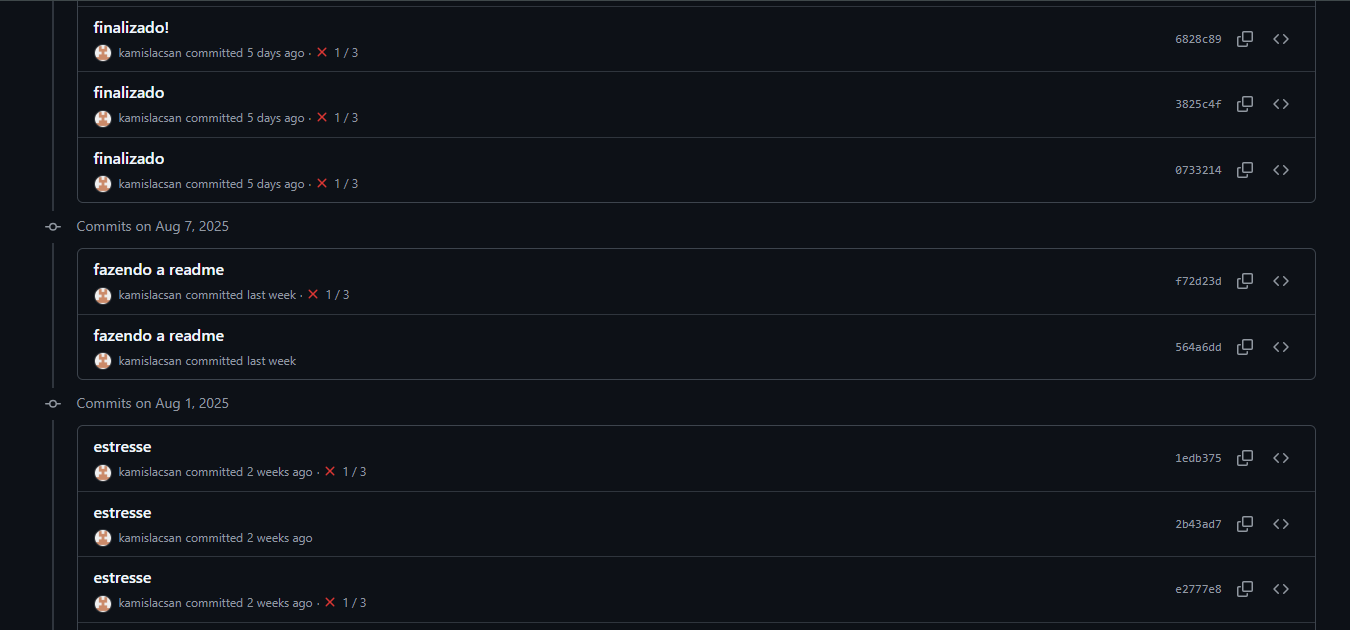 finalizado!
kamislacsan committed 5 days ago · 1 / 3
6828c89
finalizado
kamislacsan committed 5 days ago · 1 / 3
3825c4f
finalizado
kamislacsan committed 5 days ago · 1 / 3
0733214
Commits on Aug 7, 2025
fazendo a readme
kamislacsan committed last week · 1 / 3
f72d23d
fazendo a readme
kamislacsan committed last week
564a6dd
Commits on Aug 1, 2025
estresse
kamislacsan committed 2 weeks ago · 1 / 3
1edb375
estresse
kamislacsan committed 2 weeks ago
2b43ad7
estresse
kamislacsan committed 2 weeks ago · 1 / 3
e2777e8